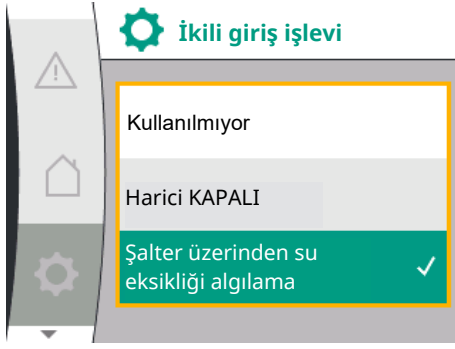 İkili giriş işlevi
Kullanılmıyor
Harici KAPALI
Şalter üzerinden su
eksikliği algılama